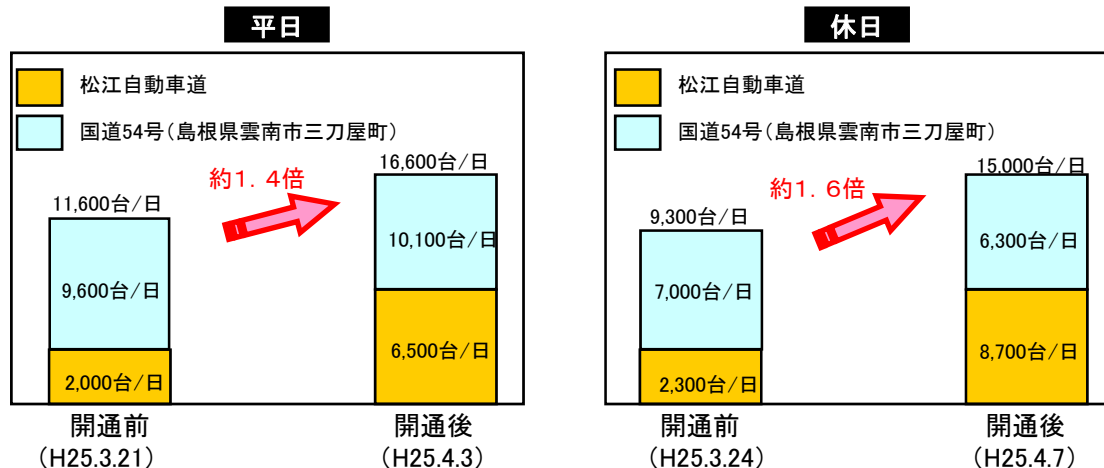 平日
松江自動車道
国道54号(島根県雲南市三刀屋町)
16,600台/日
約1.4倍
11,600台/日
10,100台/日
9,600台/日
6,500台/日
2,000台/日
開通前
(H25.3.21)
開通後
(H25.4.3)
休日
松江自動車道
国道54号(島根県雲南市三刀屋町)
15,000台/日
約1.6倍
9,300台/日
6,300台/日
7,000台/日
8,700台/日
2,300台/日
開通前
(H25.3.24)
開通後
(H25.4.7)